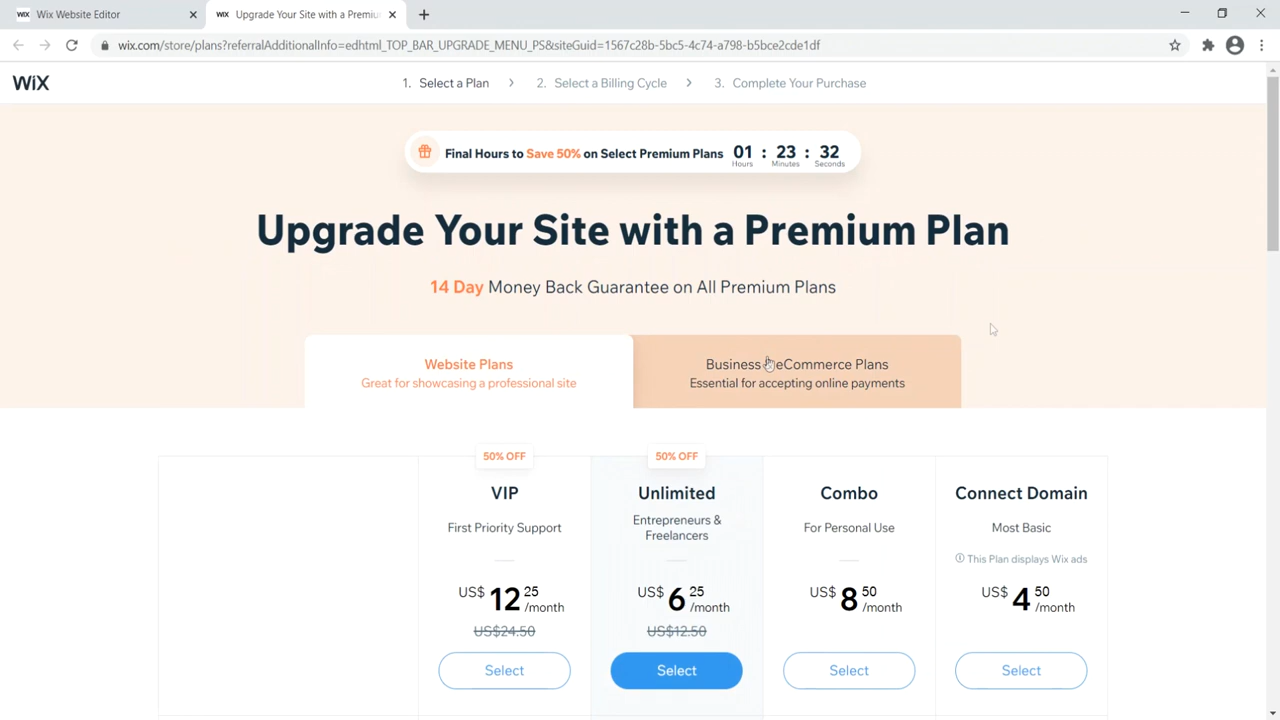 WIX Wix Website Editor
WIX Upgrade Your Site with a Premiu
wix.com/store/plans?referralAdditionalInfo=edhtml_TOP_BAR_UPGRADE_MENU_PS&siteGuid=1567c28b-5bc5-4c74-a798-b5bce2cde1df
WIX
1. Select a Plan
2. Select a Billing Cycle
3. Complete Your Purchase
Final Hours to Save 50% on Select Premium Plans
01 : 23 : 32
Hours Minutes Seconds
Upgrade Your Site with a Premium Plan
14 Day Money Back Guarantee on All Premium Plans
Website Plans
Great for showcasing a professional site
Business eCommerce Plans
Essential for accepting online payments
50% OFF
VIP
First Priority Support
US$ 12 25 /month
US$24.50
Select
50% OFF
Unlimited
Entrepreneurs &
Freelancers
US$ 6 25 /month
US$12.50
Select
Combo
For Personal Use
US$ 8 50 /month
Select
Connect Domain
Most Basic
This Plan displays Wix ads
US$ 4 50 /month
Select